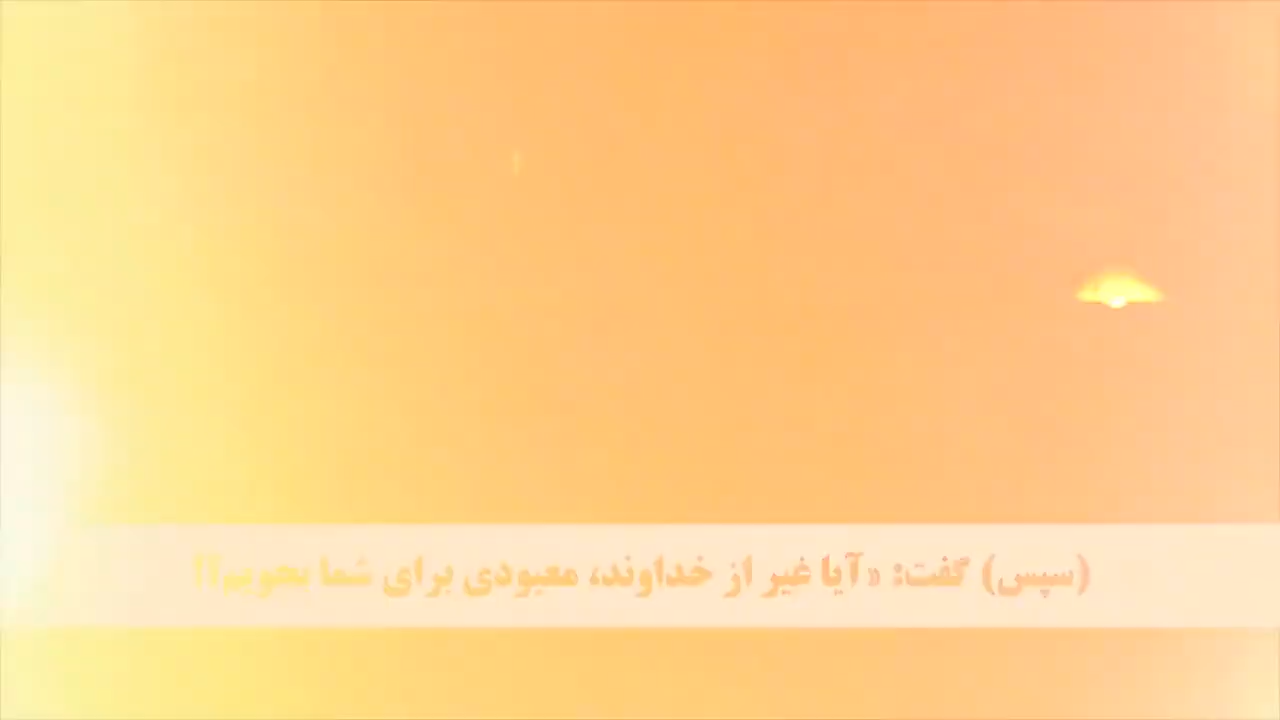 (سپس) گفت: «آیا غیر از خداوند، معبودی برای شما بجویم؟!